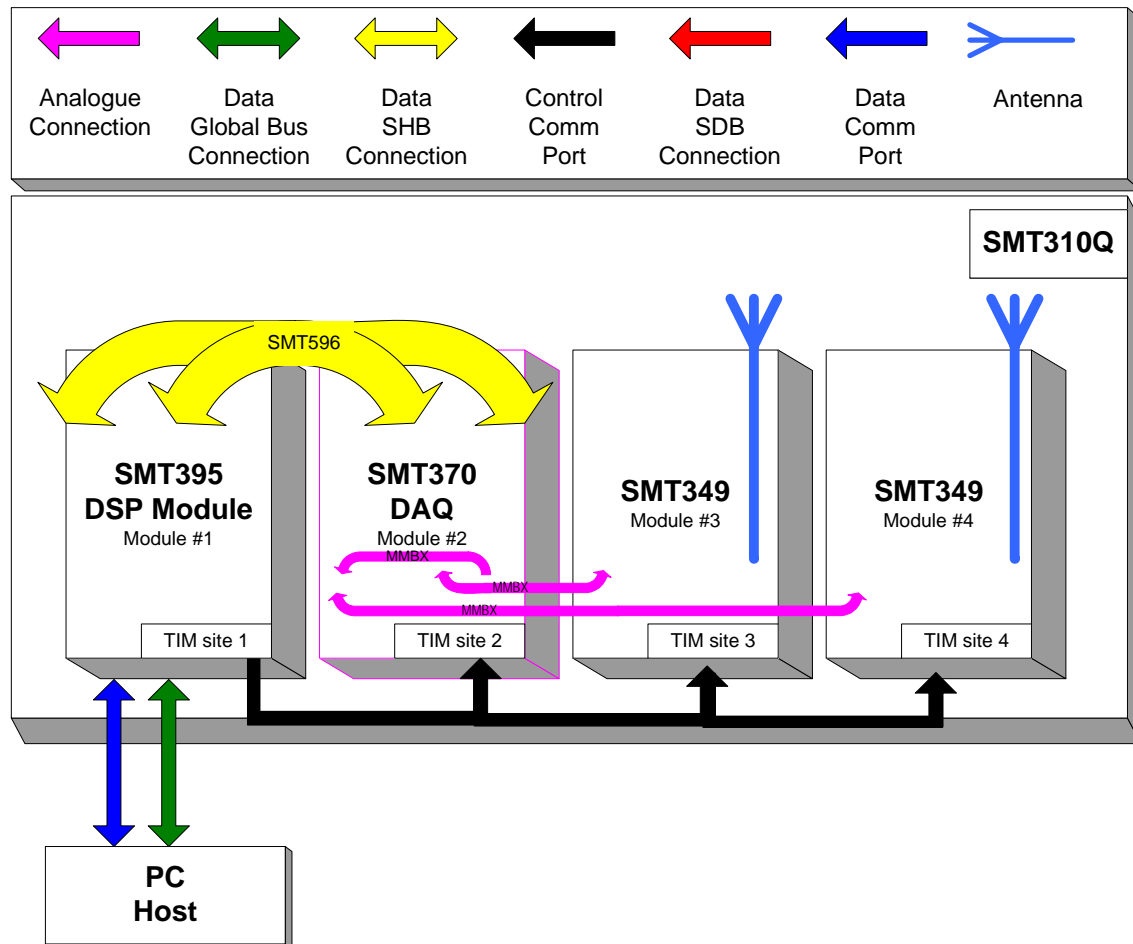 Analogue
Connection
Data
Global Bus
Connection
Data
SHB
Connection
Control
Comm
Port
Data
SDB
Connection
Data
Comm
Port
Antenna
SMT310Q
SMT596
SMT395
DSP Module
Module #1
SMT370
DAQ
Module #2
SMT349
Module #3
SMT349
Module #4
MMBX
MMBX
MMBX
TIM site 1
TIM site 2
TIM site 3
TIM site 4
PC
Host